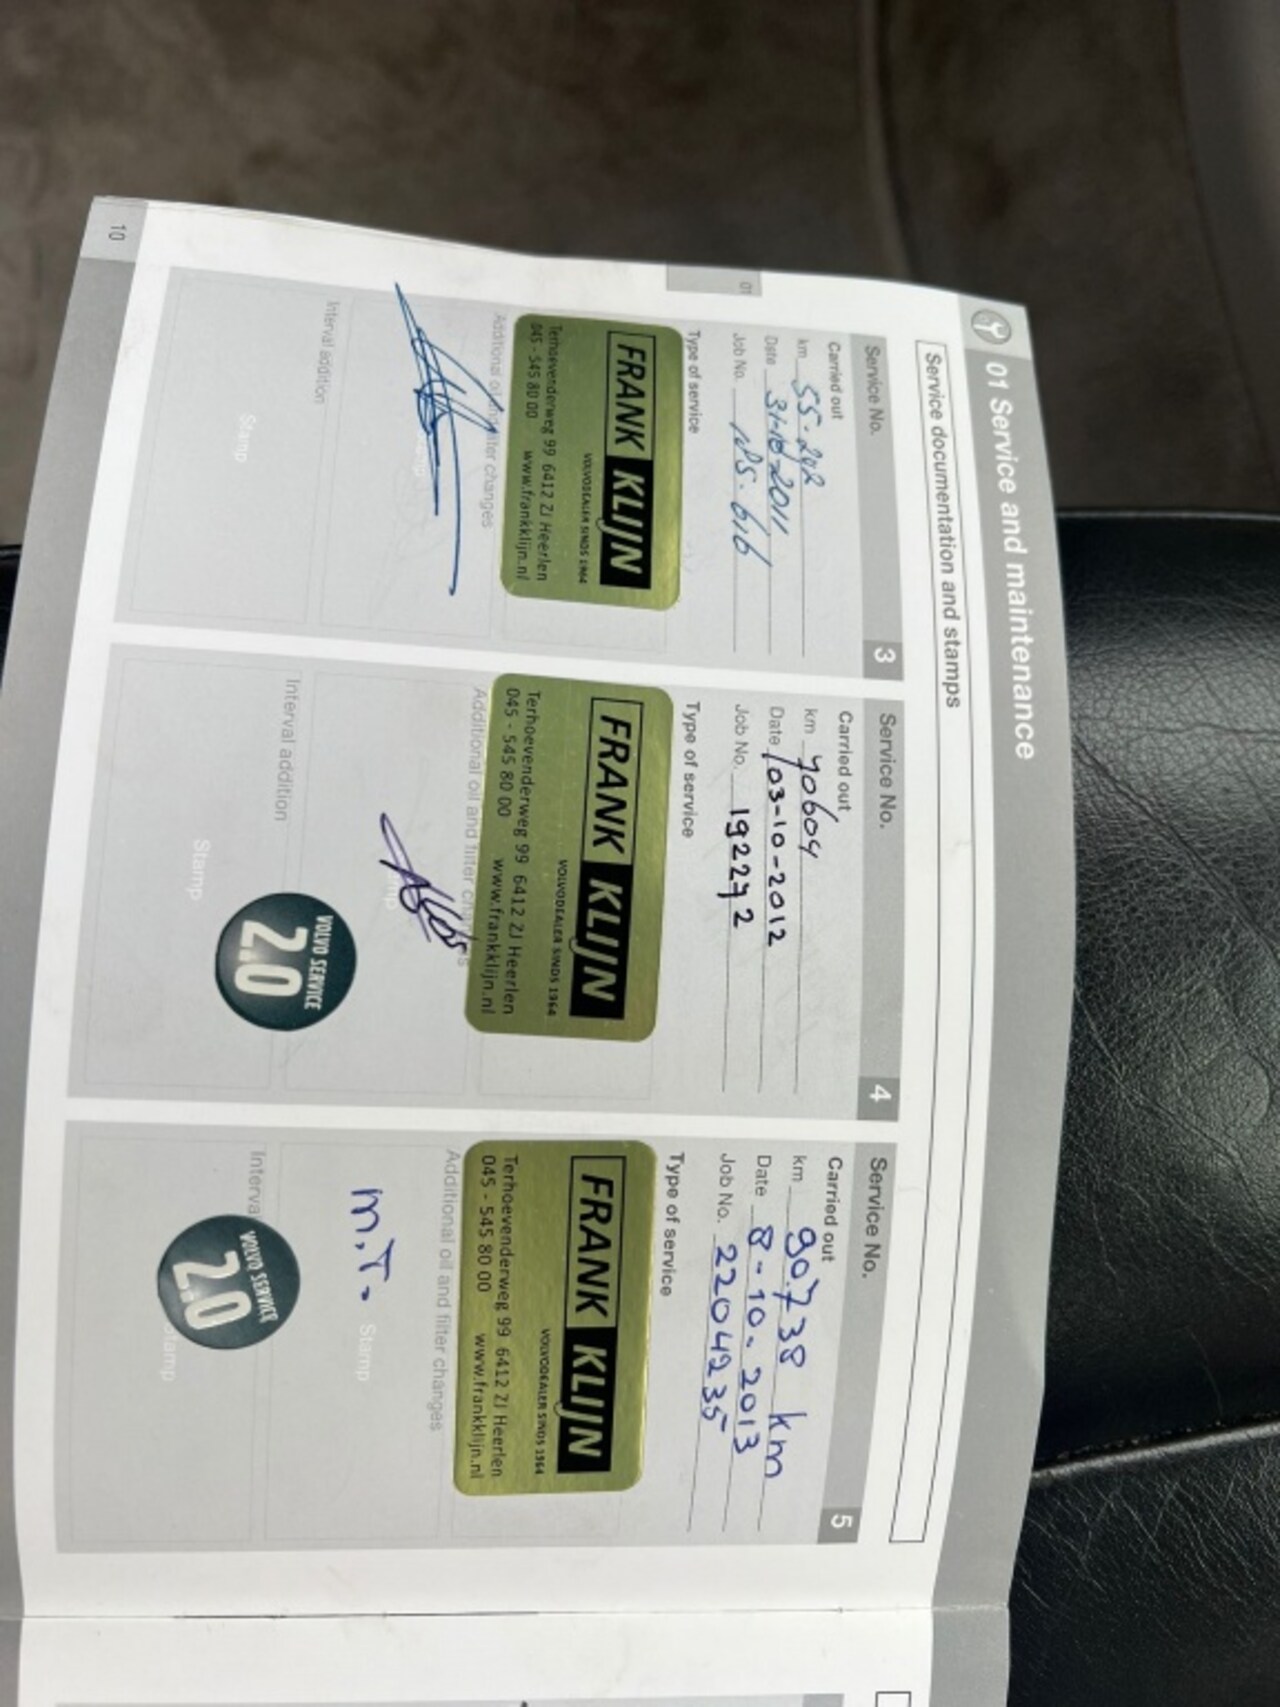 01 Service and maintenance
Service documentation and stamps
01
Service No. 3
Carried out
km 55-202
Date 31-10-2011
Job No.
Type of service
FRANK KLIJN
VOLVODEALER SINDS 1964
Terhoevenderweg 99 6412 ZJ Heerlen
045 - 545 80 00 www.frankklijn.nl
Additional oil and filter changes
Stamp
Interval addition
Stamp
Service No. 4
Carried out
km 70604
Date 03-10-2012
Job No. 192272
Type of service
FRANK KLIJN
VOLVODEALER SINDS 1964
Terhoevenderweg 99 6412 ZJ Heerlen
045 - 545 80 00 www.frankklijn.nl
Additional oil and filter changes
Interval addition
VOLVO SERVICE
2.0
Stamp
Service No. 5
Carried out
km 90.738 km
Date 8-10-2013
Job No. 2204235
Type of service
FRANK KLIJN
VOLVODEALER SINDS 1964
Terhoevenderweg 99 6412 ZJ Heerlen
045 - 545 80 00 www.frankklijn.nl
Additional oil and filter changes
M.T. Stamp
Interval
VOLVO SERVICE
2.0
Stamp
10